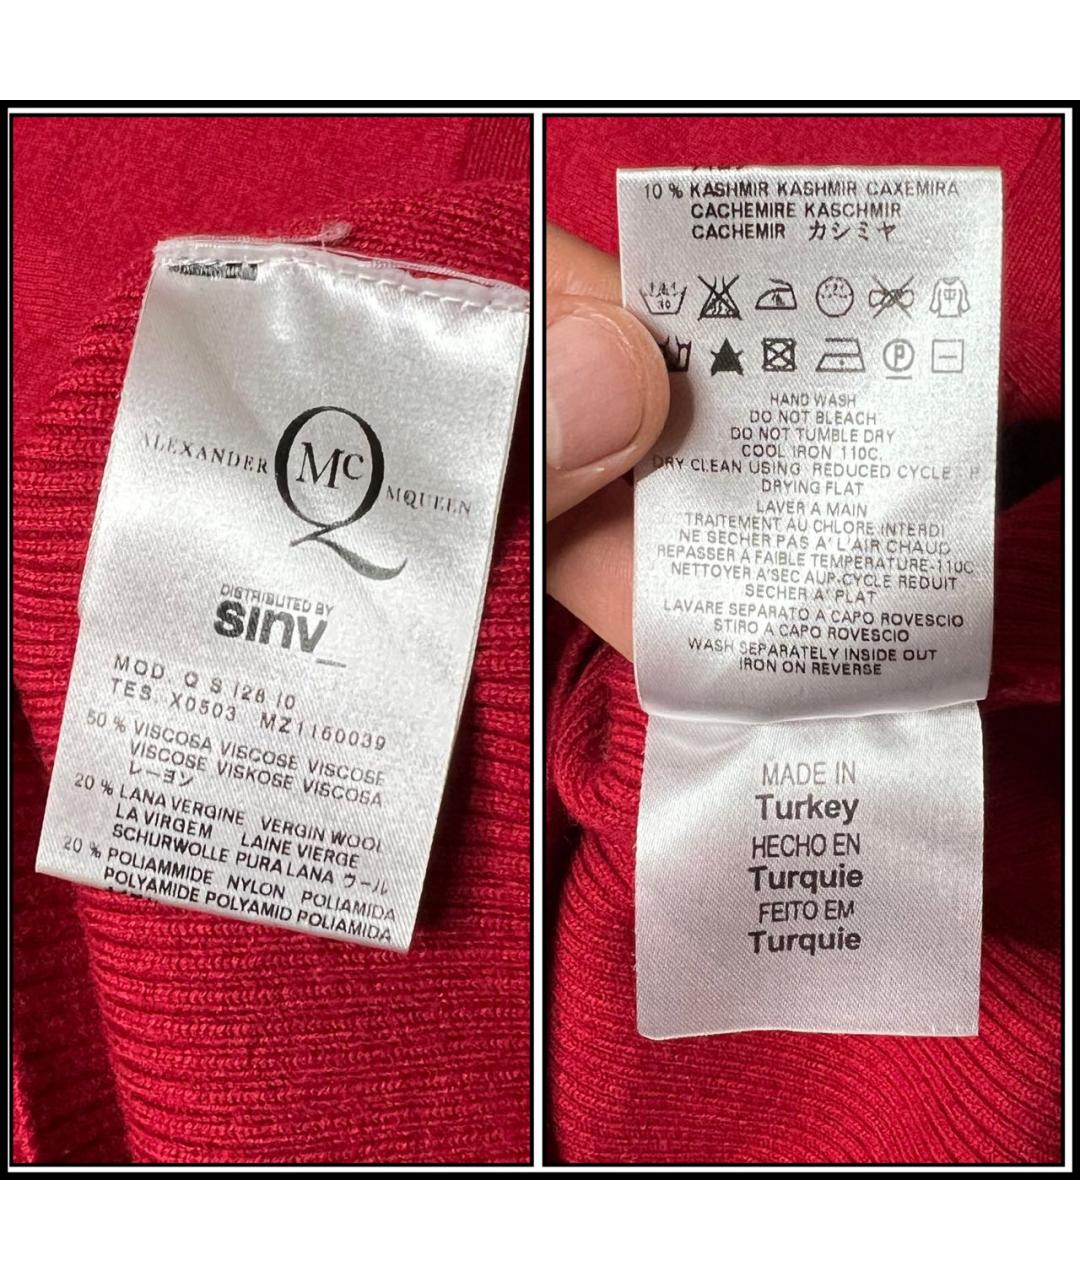 ALEXANDER McQ MQUEEN
DISTRIBUTED BY
sinv_
MOD Q S 128 10
TES. X0503 MZ1160039
50 % VISCOSA VISCOSE VISCOSE
VISCOSE VISKOSE VISCOSA
レーヨン
20 % LANA VERGINE VERGIN WOOL
LA VIRGEM LAINE VIERGE
SCHURWOLLE PURA LANA ウール
20 % POLIAMMIDE NYLON POLIAMIDA
POLYAMIDE POLYAMID POLIAMIDA
10 % KASHMIR KASHMIR CAXEMIRA
CACHEMIRE KASCHMIR
CACHEMIR カシミヤ
30
P
HAND WASH
DO NOT BLEACH
DO NOT TUMBLE DRY
COOL IRON 110C.
DRY CLEAN USING REDUCED CYCLE P
DRYING FLAT
LAVER A MAIN
TRAITEMENT AU CHLORE INTERDI
NE SECHER PAS A' L'AIR CHAUD
REPASSER A FAIBLE TEMPERATURE-110C
NETTOYER A'SEC AUP-CYCLE REDUIT
SECHER A' PLAT
LAVARE SEPARATO A CAPO ROVESCIO
STIRO A CAPO ROVESCIO
WASH SEPARATELY INSIDE OUT
IRON ON REVERSE
MADE IN
Turkey
HECHO EN
Turquie
FEITO EM
Turquie